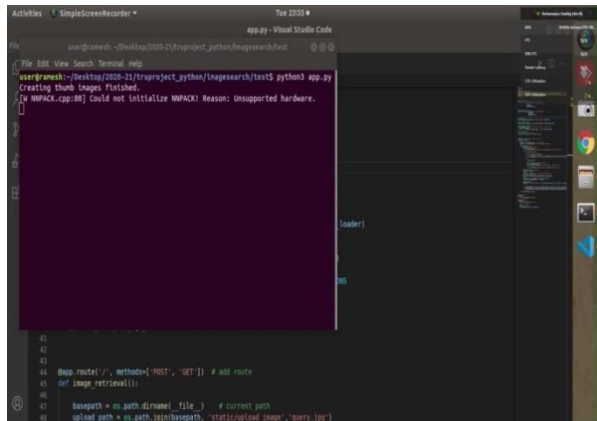 Activities
SimpleScreenRecorder ▾
Tue 23:55 ●
app.py - Visual Studio Code
user@ramesh: ~/Desktop/2020-21/truproject_python/imagesearch/test
File Edit View Search Terminal Help
user@ramesh:~/Desktop/2020-21/truproject_python/imagesearch/test$ python3 app.py
Creating thumb images finished.
[W NNPACK.cpp:80] Could not initialize NNPACK! Reason: Unsupported hardware.
_loader)
41
42
43
44 @app.route('/', methods=['POST', 'GET']) # add route
45 def image_retrieval():
46
47 basepath = os.path.dirname(__file__) # current path
48 upload_path = os.path.join(basepath, 'static/upload_image','query.jpg')